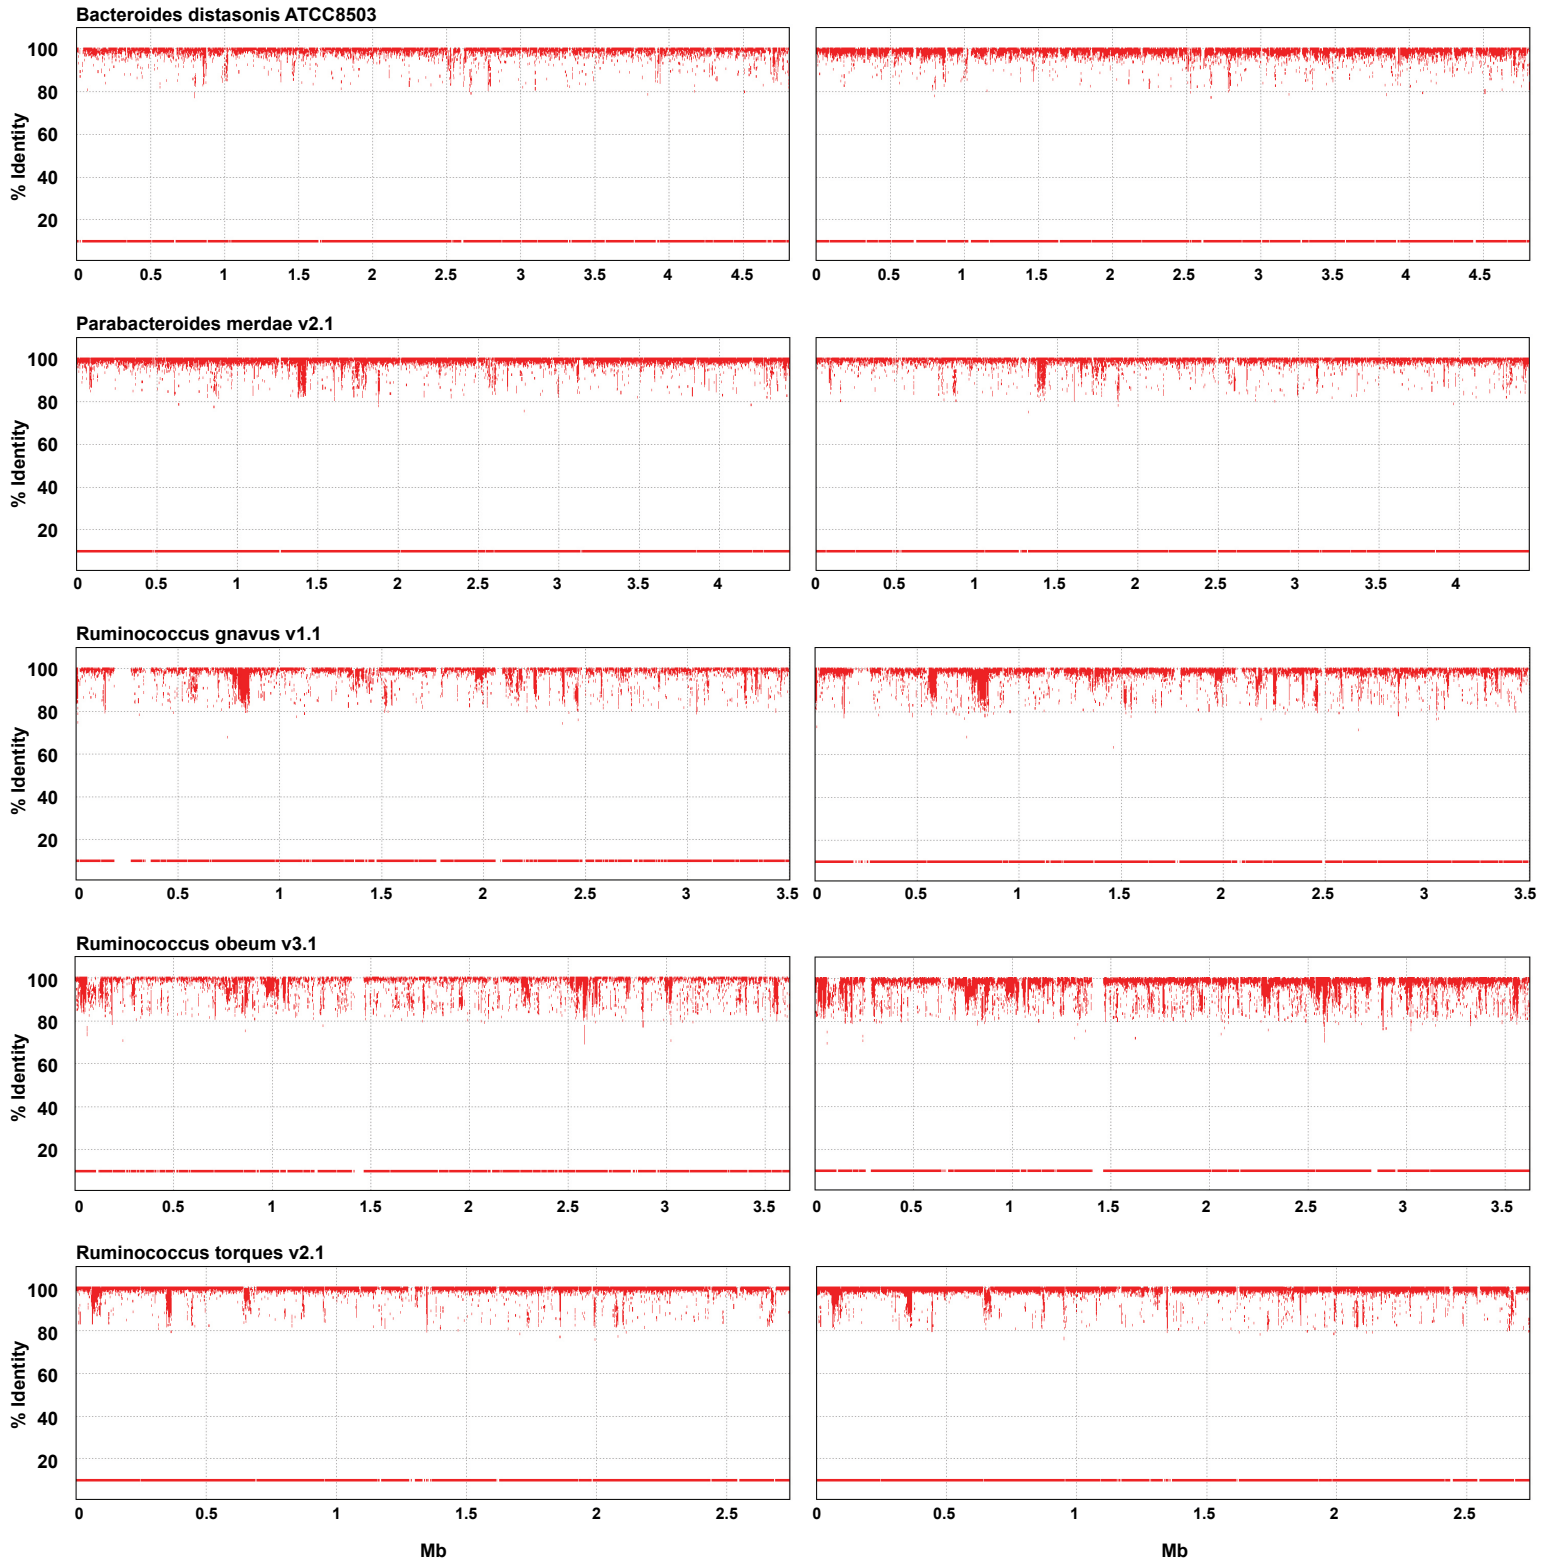 Bacteroides distasonis ATCC8503
% Identity
100
80
60
40
20
0 0.5 1 1.5 2 2.5 3 3.5 4 4.5
0 0.5 1 1.5 2 2.5 3 3.5 4 4.5
Parabacteroides merdae v2.1
% Identity
100
80
60
40
20
0 0.5 1 1.5 2 2.5 3 3.5 4
0 0.5 1 1.5 2 2.5 3 3.5 4
Ruminococcus gnavus v1.1
% Identity
100
80
60
40
20
0 0.5 1 1.5 2 2.5 3 3.5
0 0.5 1 1.5 2 2.5 3 3.5
Ruminococcus obeum v3.1
% Identity
100
80
60
40
20
0 0.5 1 1.5 2 2.5 3 3.5
0 0.5 1 1.5 2 2.5 3 3.5
Ruminococcus torques v2.1
% Identity
100
80
60
40
20
0 0.5 1 1.5 2 2.5
0 0.5 1 1.5 2 2.5
Mb Mb